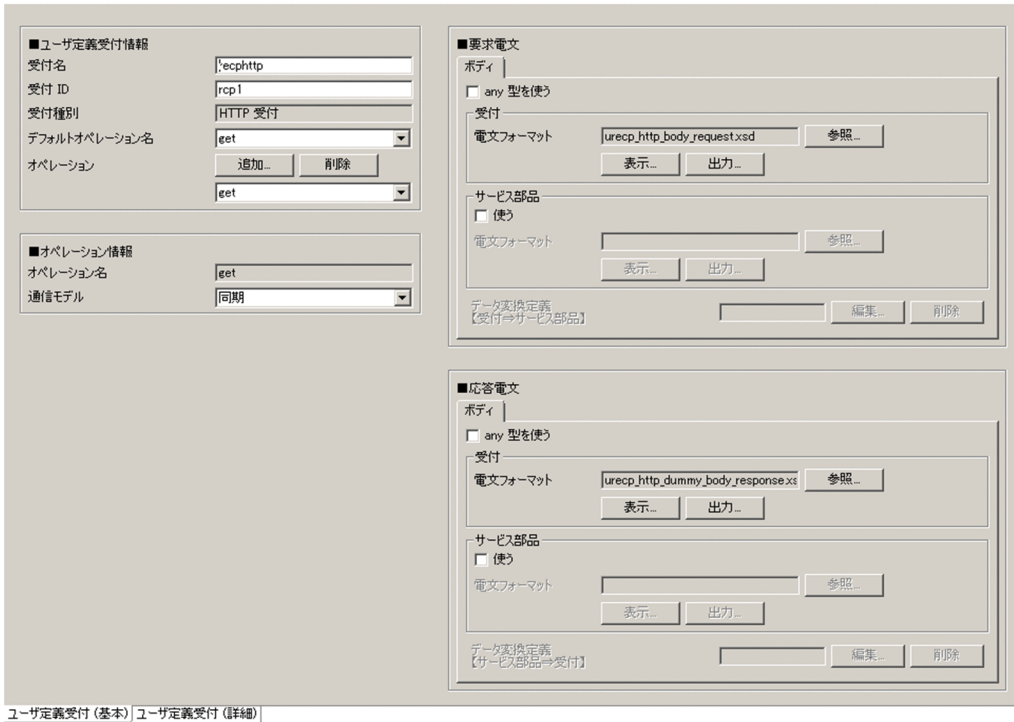 ■ユーザ定義受付情報
受付名
recphttp
受付 ID
rcp1
受付種別
HTTP 受付
デフォルトオペレーション名
get
オペレーション
追加...
削除
get
■オペレーション情報
オペレーション名
get
通信モデル
同期
■要求電文
ボディ
any 型を使う
受付
電文フォーマット
urecp_http_body_request.xsd
参照...
表示...
出力...
サービス部品
使う
電文フォーマット
参照...
表示...
出力...
データ変換定義
【受付⇒サービス部品】
編集...
削除
■応答電文
ボディ
any 型を使う
受付
電文フォーマット
urecp_http_dummy_body_response.xs
参照...
表示...
出力...
サービス部品
使う
電文フォーマット
参照...
表示...
出力...
データ変換定義
【サービス部品⇒受付】
編集...
削除
ユーザ定義受付 (基本)
ユーザ定義受付 (詳細)